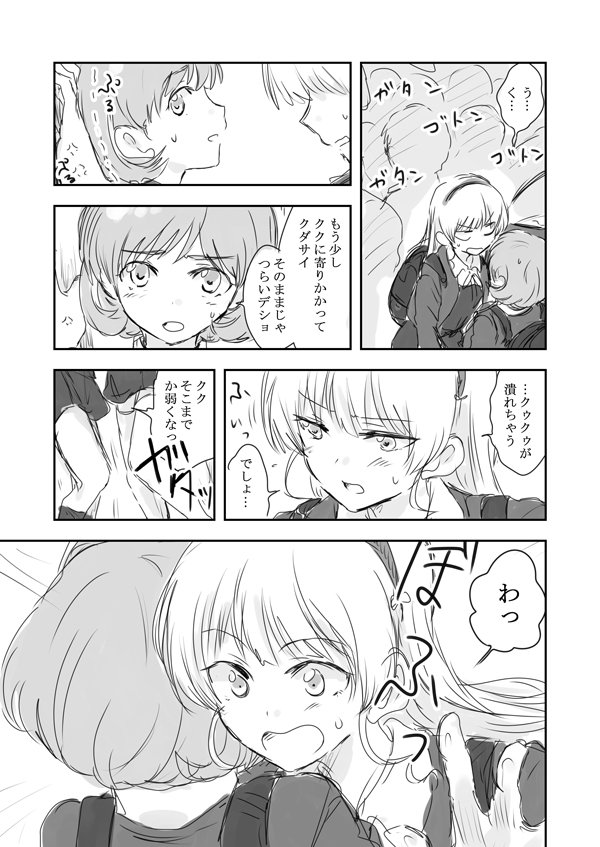 う…
く…
ガタン
ゴトン
ガタン
ゴトン
ぷる
ぷる
もう少し
ククに寄りかかって
クダサイ
そのままじゃ
つらいデショ
…クゥクゥが
潰れちゃう
ふいっ
でしょ…
クク
そこまで
か弱くなっ
ガタッ
わっ
ぼふっ